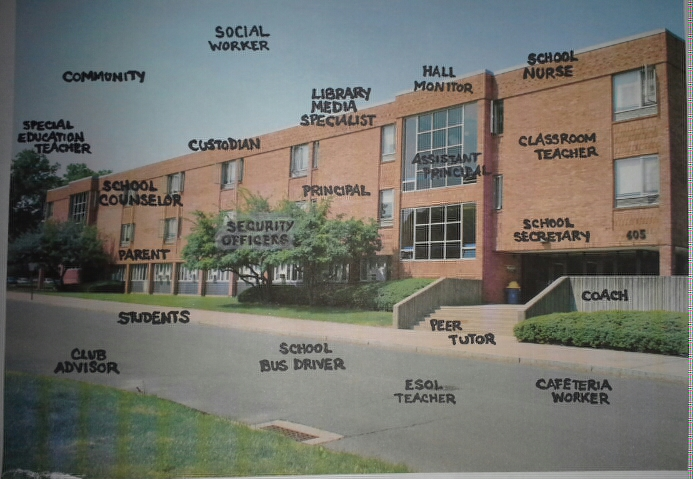 SOCIAL
WORKER
COMMUNITY
HALL
MONITOR
SCHOOL
NURSE
LIBRARY
MEDIA
SPECIALIST
SPECIAL
EDUCATION
TEACHER
CUSTODIAN
CLASSROOM
TEACHER
ASSISTANT
PRINCIPAL
SCHOOL
COUNSELOR
PRINCIPAL
SECURITY
OFFICERS
SCHOOL
SECRETARY
405
PARENT
COACH
STUDENTS
PEER
TUTOR
CLUB
ADVISOR
SCHOOL
BUS DRIVER
ESOL
TEACHER
CAFETERIA
WORKER